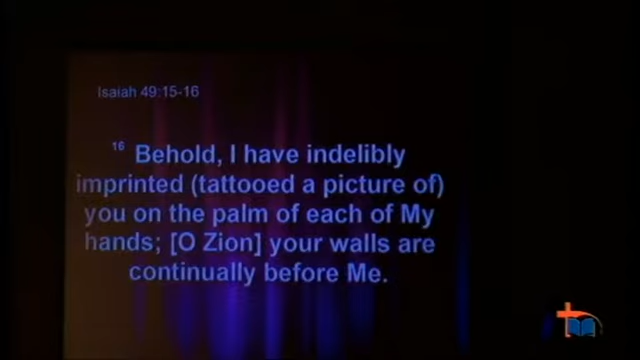 Isaiah 49:15-16
16 Behold, I have indelibly
imprinted (tattooed a picture of)
you on the palm of each of My
hands; [O Zion] your walls are
continually before Me.